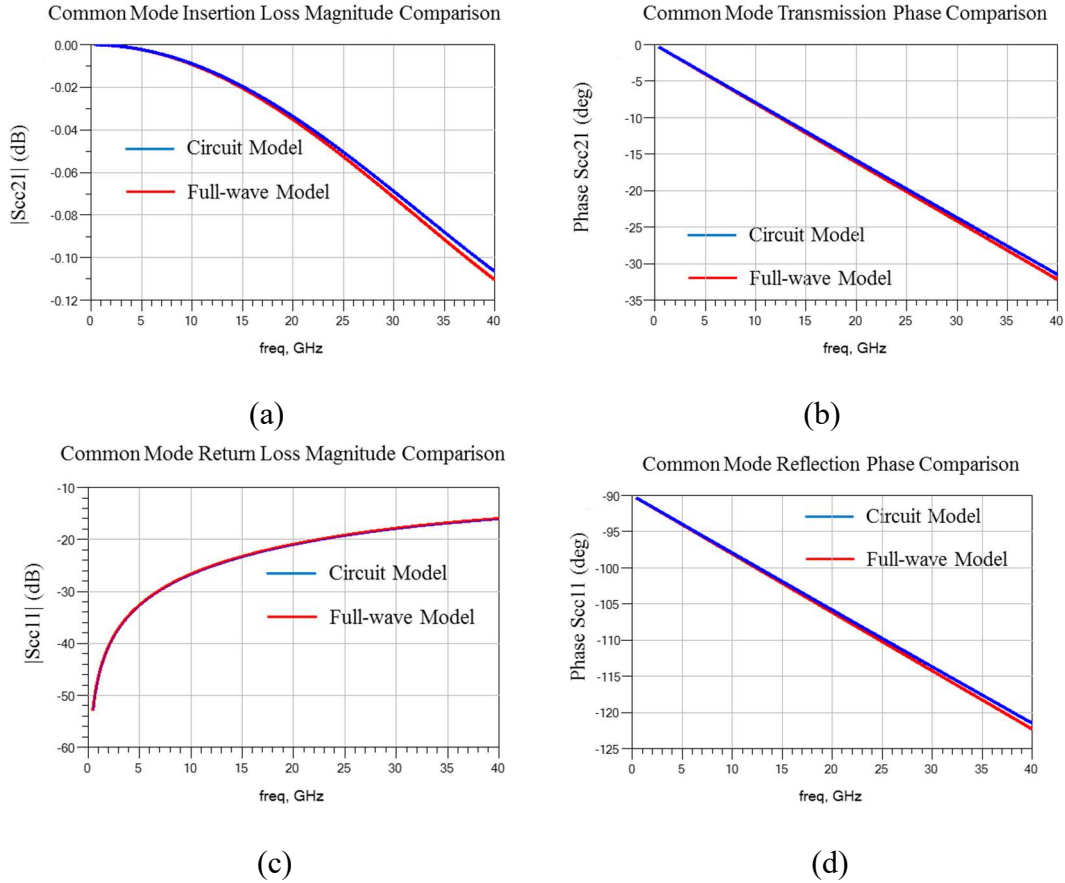 Common Mode Insertion Loss Magnitude Comparison
|Scc21| (dB)
0.00
-0.02
-0.04
-0.06
-0.08
-0.10
-0.12
Circuit Model
Full-wave Model
0 5 10 15 20 25 30 35 40
freq, GHz
(a)
Common Mode Transmission Phase Comparison
Phase Scc21 (deg)
0
-5
-10
-15
-20
-25
-30
-35
Circuit Model
Full-wave Model
0 5 10 15 20 25 30 35 40
freq, GHz
(b)
Common Mode Return Loss Magnitude Comparison
|Scc11| (dB)
-10
-20
-30
-40
-50
-60
Circuit Model
Full-wave Model
0 5 10 15 20 25 30 35 40
freq, GHz
(c)
Common Mode Reflection Phase Comparison
Phase Scc11 (deg)
-90
-95
-100
-105
-110
-115
-120
-125
Circuit Model
Full-wave Model
0 5 10 15 20 25 30 35 40
freq, GHz
(d)